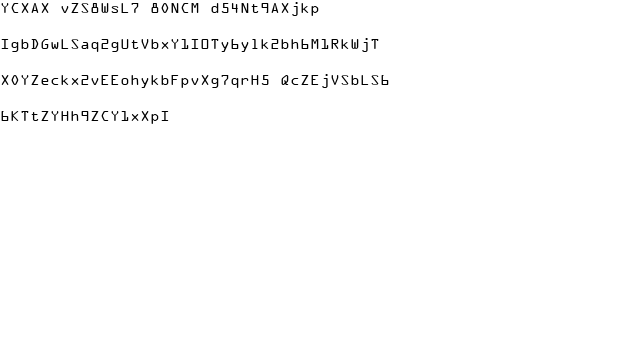 YCXAX vZS8WsL7 80NCM d54Nt9AXjkp
IgbDGwLSaq2gUtVbxY1IOTy6ylk2bh6M1RkWjT
X0YZeckx2vEEohykbFpvXg7qrH5 QcZEjVSbLS6
6KTtZYHh9ZCY1xXpI